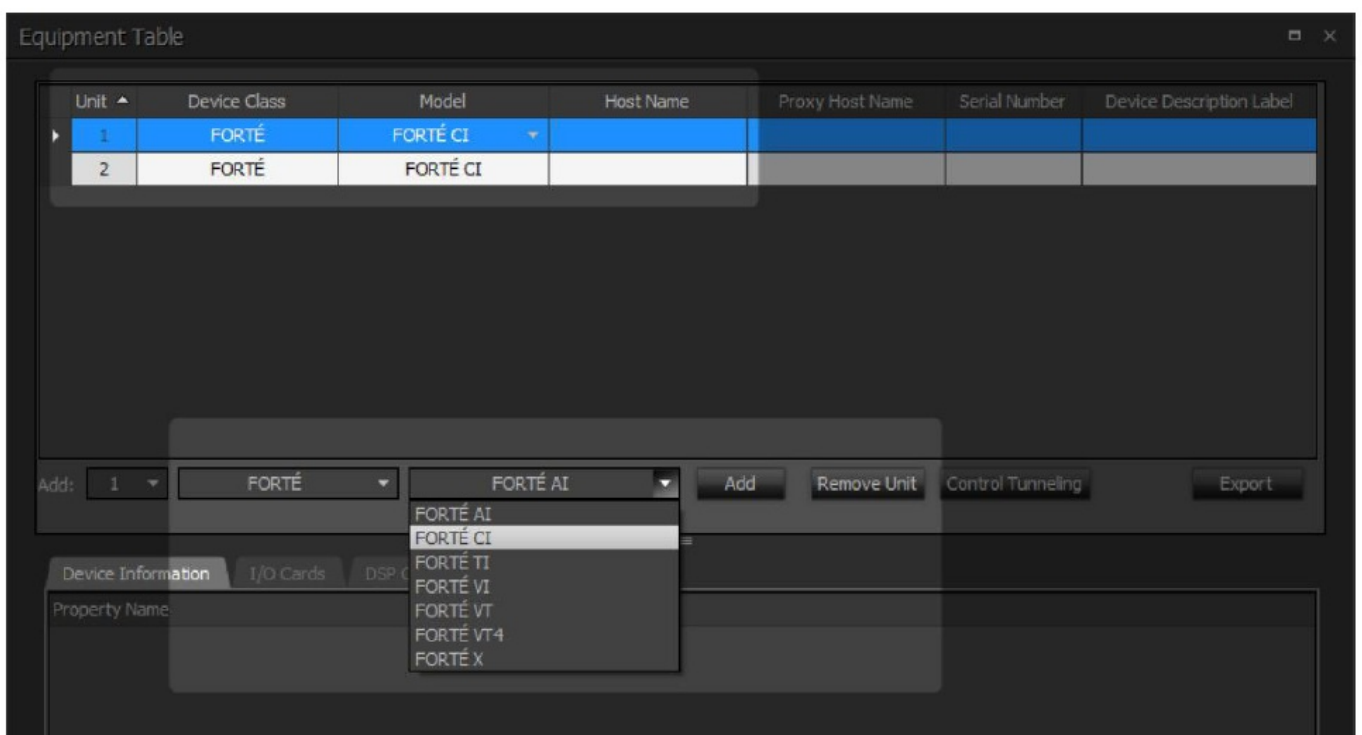 Equipment Table
Unit Device Class Model Host Name Proxy Host Name Serial Number Device Description Label
1 FORTÉ FORTÉ CI
2 FORTÉ FORTÉ CI
Add: 1 FORTÉ FORTÉ AI Add Remove Unit Control Tunneling Export
FORTÉ AI
FORTÉ CI
FORTÉ TI
FORTÉ VI
FORTÉ VT
FORTÉ VT4
FORTÉ X
Device Information I/O Cards DSP
Property Name